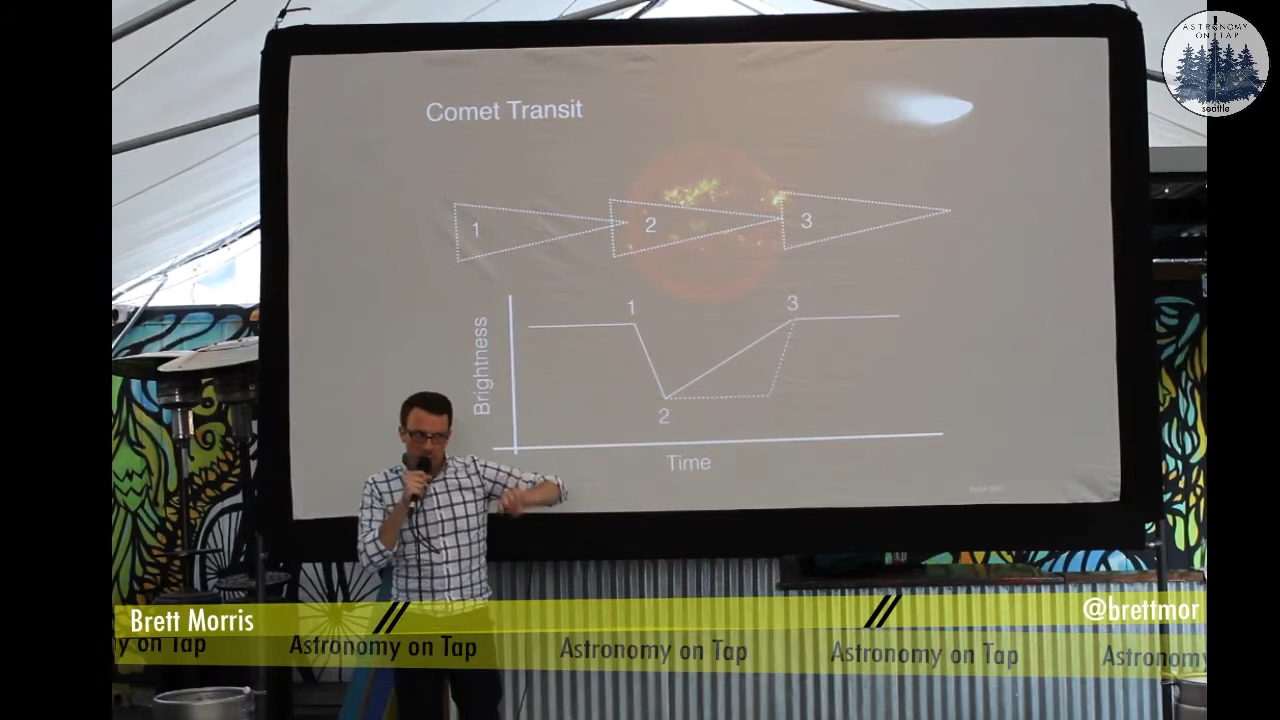 ASTRONOMY
ON TAP
seattle
Comet Transit
1
2
3
1
3
Brightness
2
Time
Brett Morris
@brettmor
y on Tap
Astronomy on Tap
Astronomy on Tap
Astronomy on Tap
Astronomy